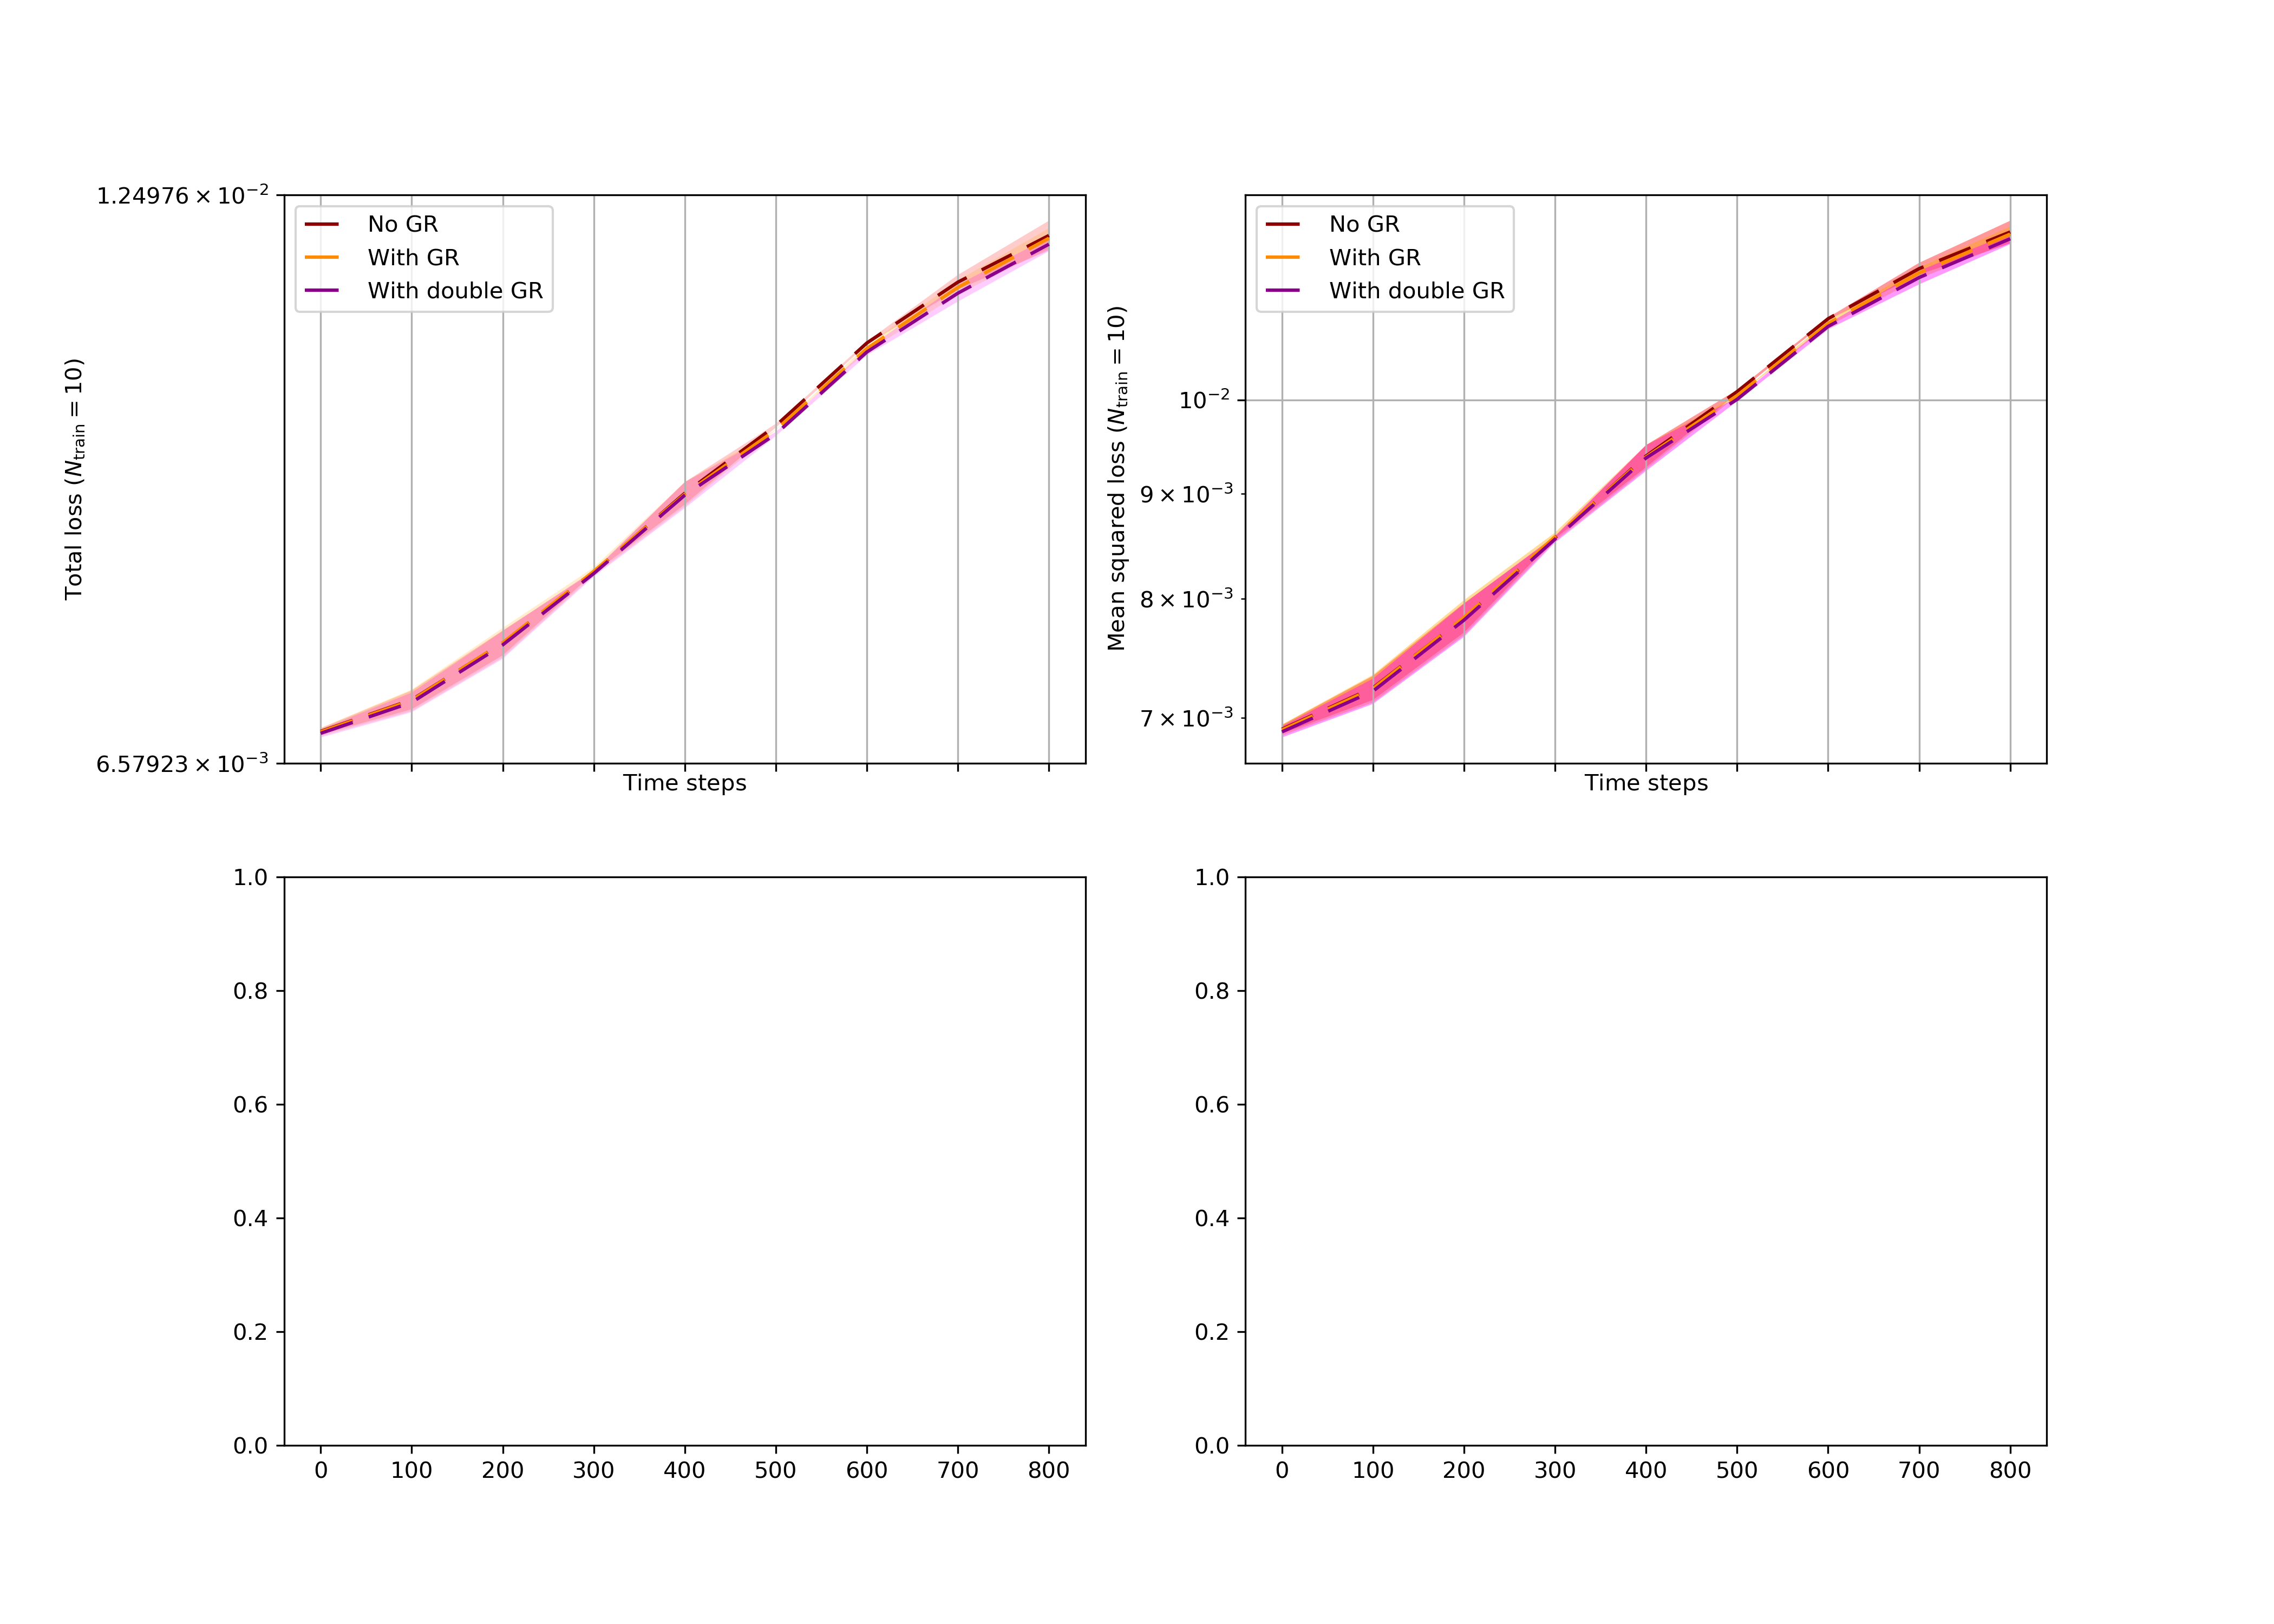 1.24976 × 10⁻²
6.57923 × 10⁻³
Total loss (N_train = 10)
No GR
With GR
With double GR
Time steps
10⁻²
9 × 10⁻³
8 × 10⁻³
7 × 10⁻³
Mean squared loss (N_train = 10)
No GR
With GR
With double GR
Time steps
1.0
0.8
0.6
0.4
0.2
0.0
0 100 200 300 400 500 600 700 800
1.0
0.8
0.6
0.4
0.2
0.0
0 100 200 300 400 500 600 700 800